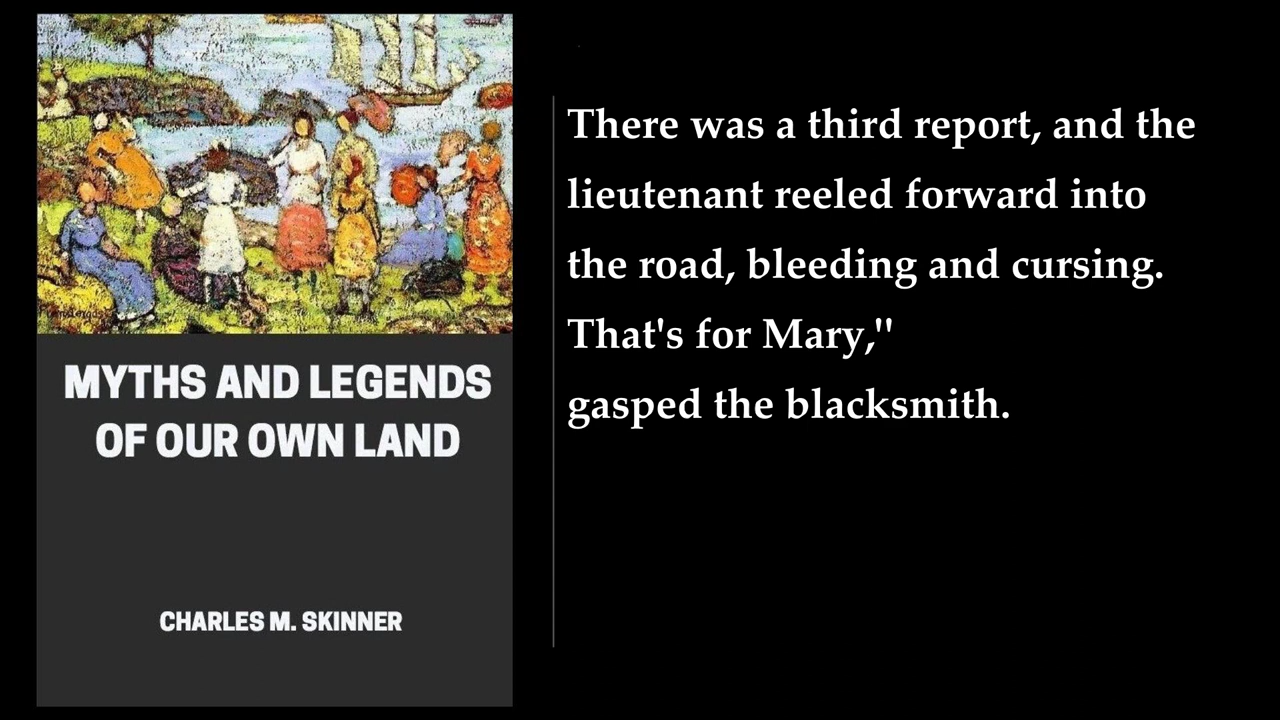 MYTHS AND LEGENDS
OF OUR OWN LAND
CHARLES M. SKINNER
There was a third report, and the
lieutenant reeled forward into
the road, bleeding and cursing.
That's for Mary,"
gasped the blacksmith.